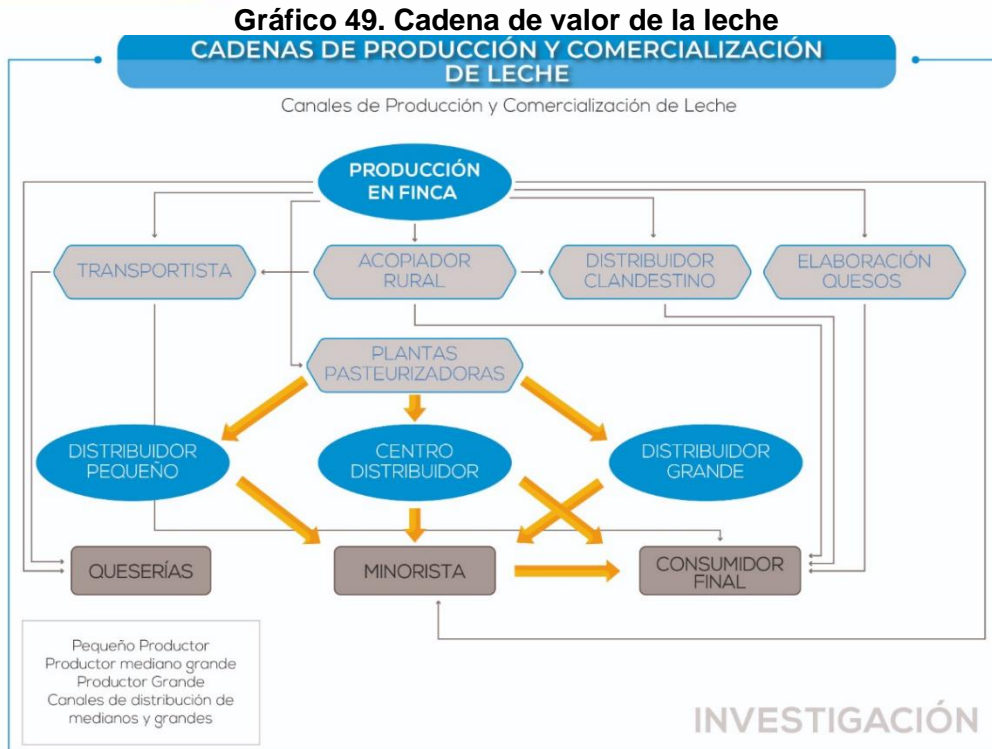 Gráfico 49. Cadena de valor de la leche
CADENAS DE PRODUCCIÓN Y COMERCIALIZACIÓN
DE LECHE
Canales de Producción y Comercialización de Leche
PRODUCCIÓN
EN FINCA
TRANSPORTISTA
ACOPIADOR
RURAL
DISTRIBUIDOR
CLANDESTINO
ELABORACIÓN
QUESOS
PLANTAS
PASTEURIZADORAS
DISTRIBUIDOR
PEQUEÑO
CENTRO
DISTRIBUIDOR
DISTRIBUIDOR
GRANDE
QUESERÍAS
MINORISTA
CONSUMIDOR
FINAL
Pequeño Productor
Productor mediano grande
Productor Grande
Canales de distribución de
medianos y grandes
INVESTIGACIÓN